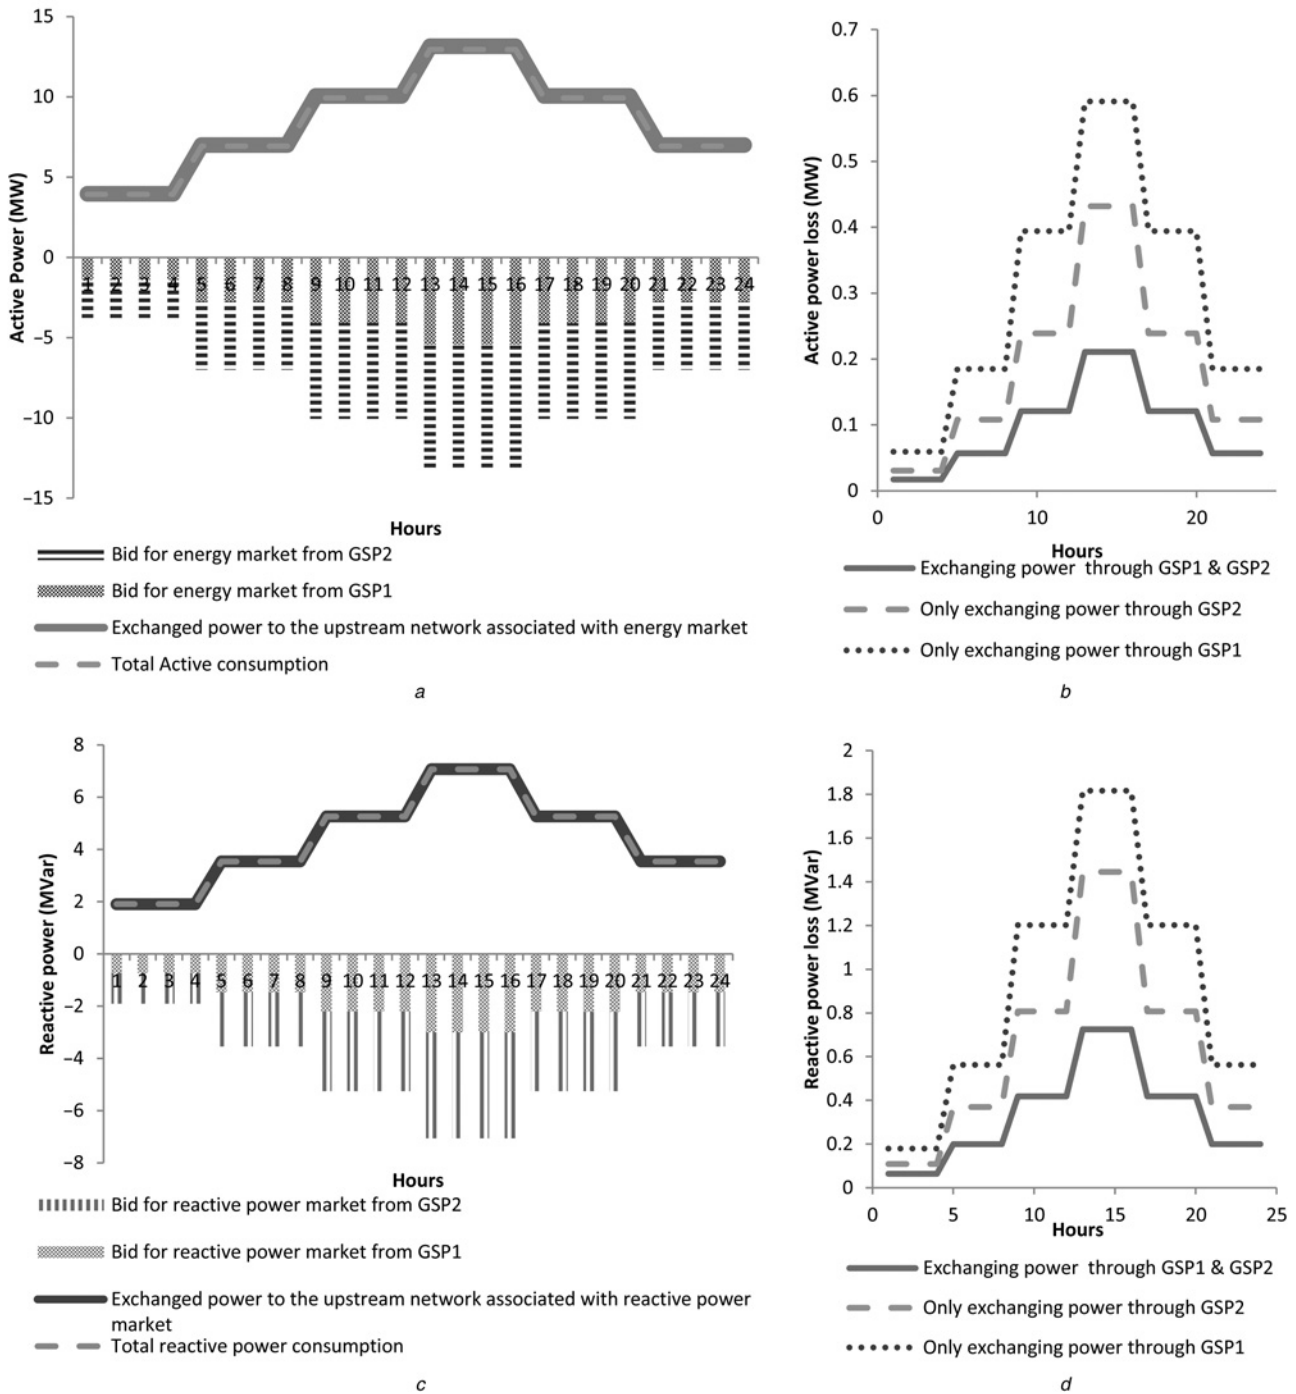 15
10
5
0
−5
−10
−15
Active Power (MW)
1 2 3 4 5 6 7 8 9 10 11 12 13 14 15 16 17 18 19 20 21 22 23 24
Hours
Bid for energy market from GSP2
Bid for energy market from GSP1
Exchanged power to the upstream network associated with energy market
Total Active consumption
a
0.7
0.6
0.5
0.4
0.3
0.2
0.1
0
Active power loss (MW)
0 10 20
Hours
Exchanging power through GSP1 & GSP2
Only exchanging power through GSP2
Only exchanging power through GSP1
b
8
6
4
2
0
−2
−4
−6
−8
Reactive power (MVar)
1 2 3 4 5 6 7 8 9 10 11 12 13 14 15 16 17 18 19 20 21 22 23 24
Hours
Bid for reactive power market from GSP2
Bid for reactive power market from GSP1
Exchanged power to the upstream network associated with reactive power
market
Total reactive power consumption
c
2
1.8
1.6
1.4
1.2
1
0.8
0.6
0.4
0.2
0
Reactive power loss (MVar)
0 5 10 15 20 25
Hours
Exchanging power through GSP1 & GSP2
Only exchanging power through GSP2
Only exchanging power through GSP1
d